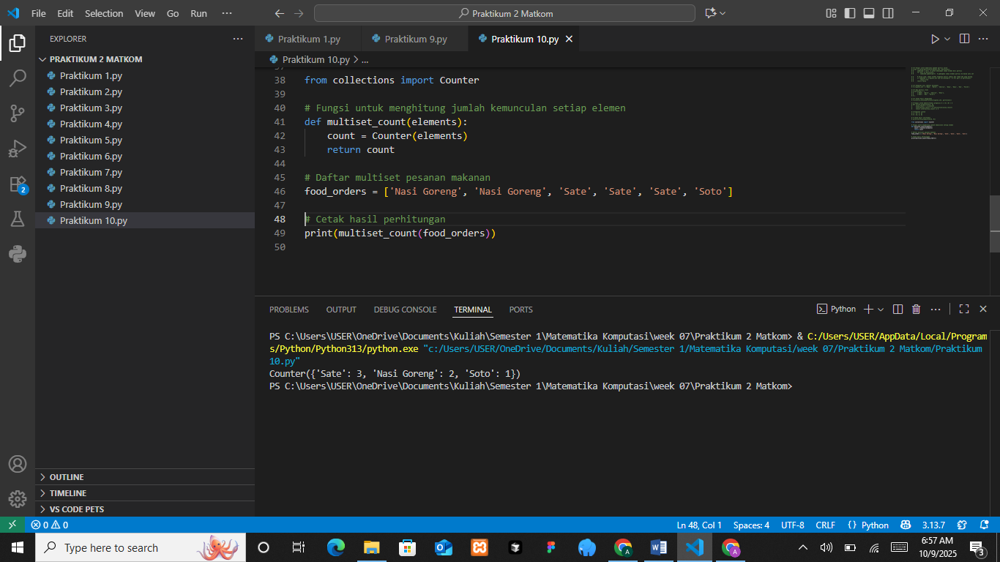 File Edit Selection View Go Run ··· Praktikum 2 Matkom
EXPLORER ···
PRAKTIKUM 2 MATKOM
Praktikum 1.py
Praktikum 2.py
Praktikum 3.py
Praktikum 4.py
Praktikum 5.py
Praktikum 6.py
Praktikum 7.py
Praktikum 8.py
Praktikum 9.py
Praktikum 10.py
2
OUTLINE
TIMELINE
VS CODE PETS
Praktikum 1.py Praktikum 9.py Praktikum 10.py
Praktikum 10.py > ...
38 from collections import Counter
39
40 # Fungsi untuk menghitung jumlah kemunculan setiap elemen
41 def multiset_count(elements):
42 count = Counter(elements)
43 return count
44
45 # Daftar multiset pesanan makanan
46 food_orders = ['Nasi Goreng', 'Nasi Goreng', 'Sate', 'Sate', 'Sate', 'Soto']
47
48 # Cetak hasil perhitungan
49 print(multiset_count(food_orders))
50
PROBLEMS OUTPUT DEBUG CONSOLE TERMINAL PORTS Python
PS C:\Users\USER\OneDrive\Documents\Kuliah\Semester 1\Matematika Komputasi\week 07\Praktikum 2 Matkom> & C:/Users/USER/AppData/Local/Program
s/Python/Python313/python.exe "c:/Users/USER/OneDrive/Documents/Kuliah/Semester 1/Matematika Komputasi/week 07/Praktikum 2 Matkom/Praktikum
10.py"
Counter({'Sate': 3, 'Nasi Goreng': 2, 'Soto': 1})
PS C:\Users\USER\OneDrive\Documents\Kuliah\Semester 1\Matematika Komputasi\week 07\Praktikum 2 Matkom>
0 0 Ln 48, Col 1 Spaces: 4 UTF-8 CRLF {} Python 3.13.7
Type here to search
6:57 AM
10/9/2025
3